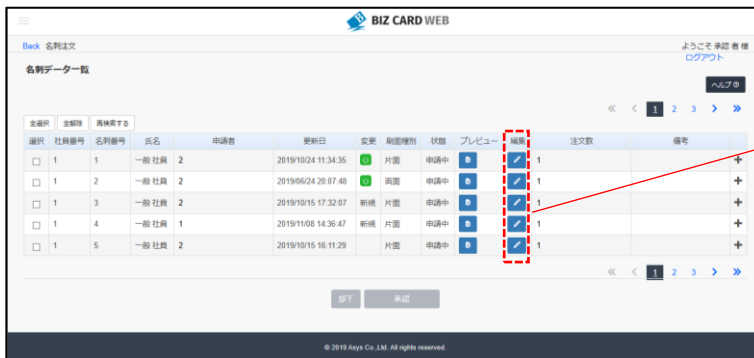 BIZ CARD WEB
Back 名刺注文 ようこそ 承認 者 様
ログアウト
名刺データ一覧
ヘルプ
« < 1 2 3 > »
全選択 全解除 再検索する
選択 社員番号 名刺番号 氏名 申請者 更新日 変更 刷面種別 状態 プレビュー 編集 注文数 備考
1 1 一般 社員 2 2019/10/24 11:34:35 片面 申請中 1 +
1 2 一般 社員 2 2019/06/24 20:07:48 両面 申請中 1 +
1 3 一般 社員 2 2019/10/15 17:32:07 新規 片面 申請中 1 +
1 4 一般 社員 1 2019/11/08 14:36:47 新規 片面 申請中 1 +
1 5 一般 社員 2 2019/10/15 16:11:29 片面 申請中 1 +
« < 1 2 3 > »
却下 承認
© 2019 Asys Co.,Ltd. All rights reserved.